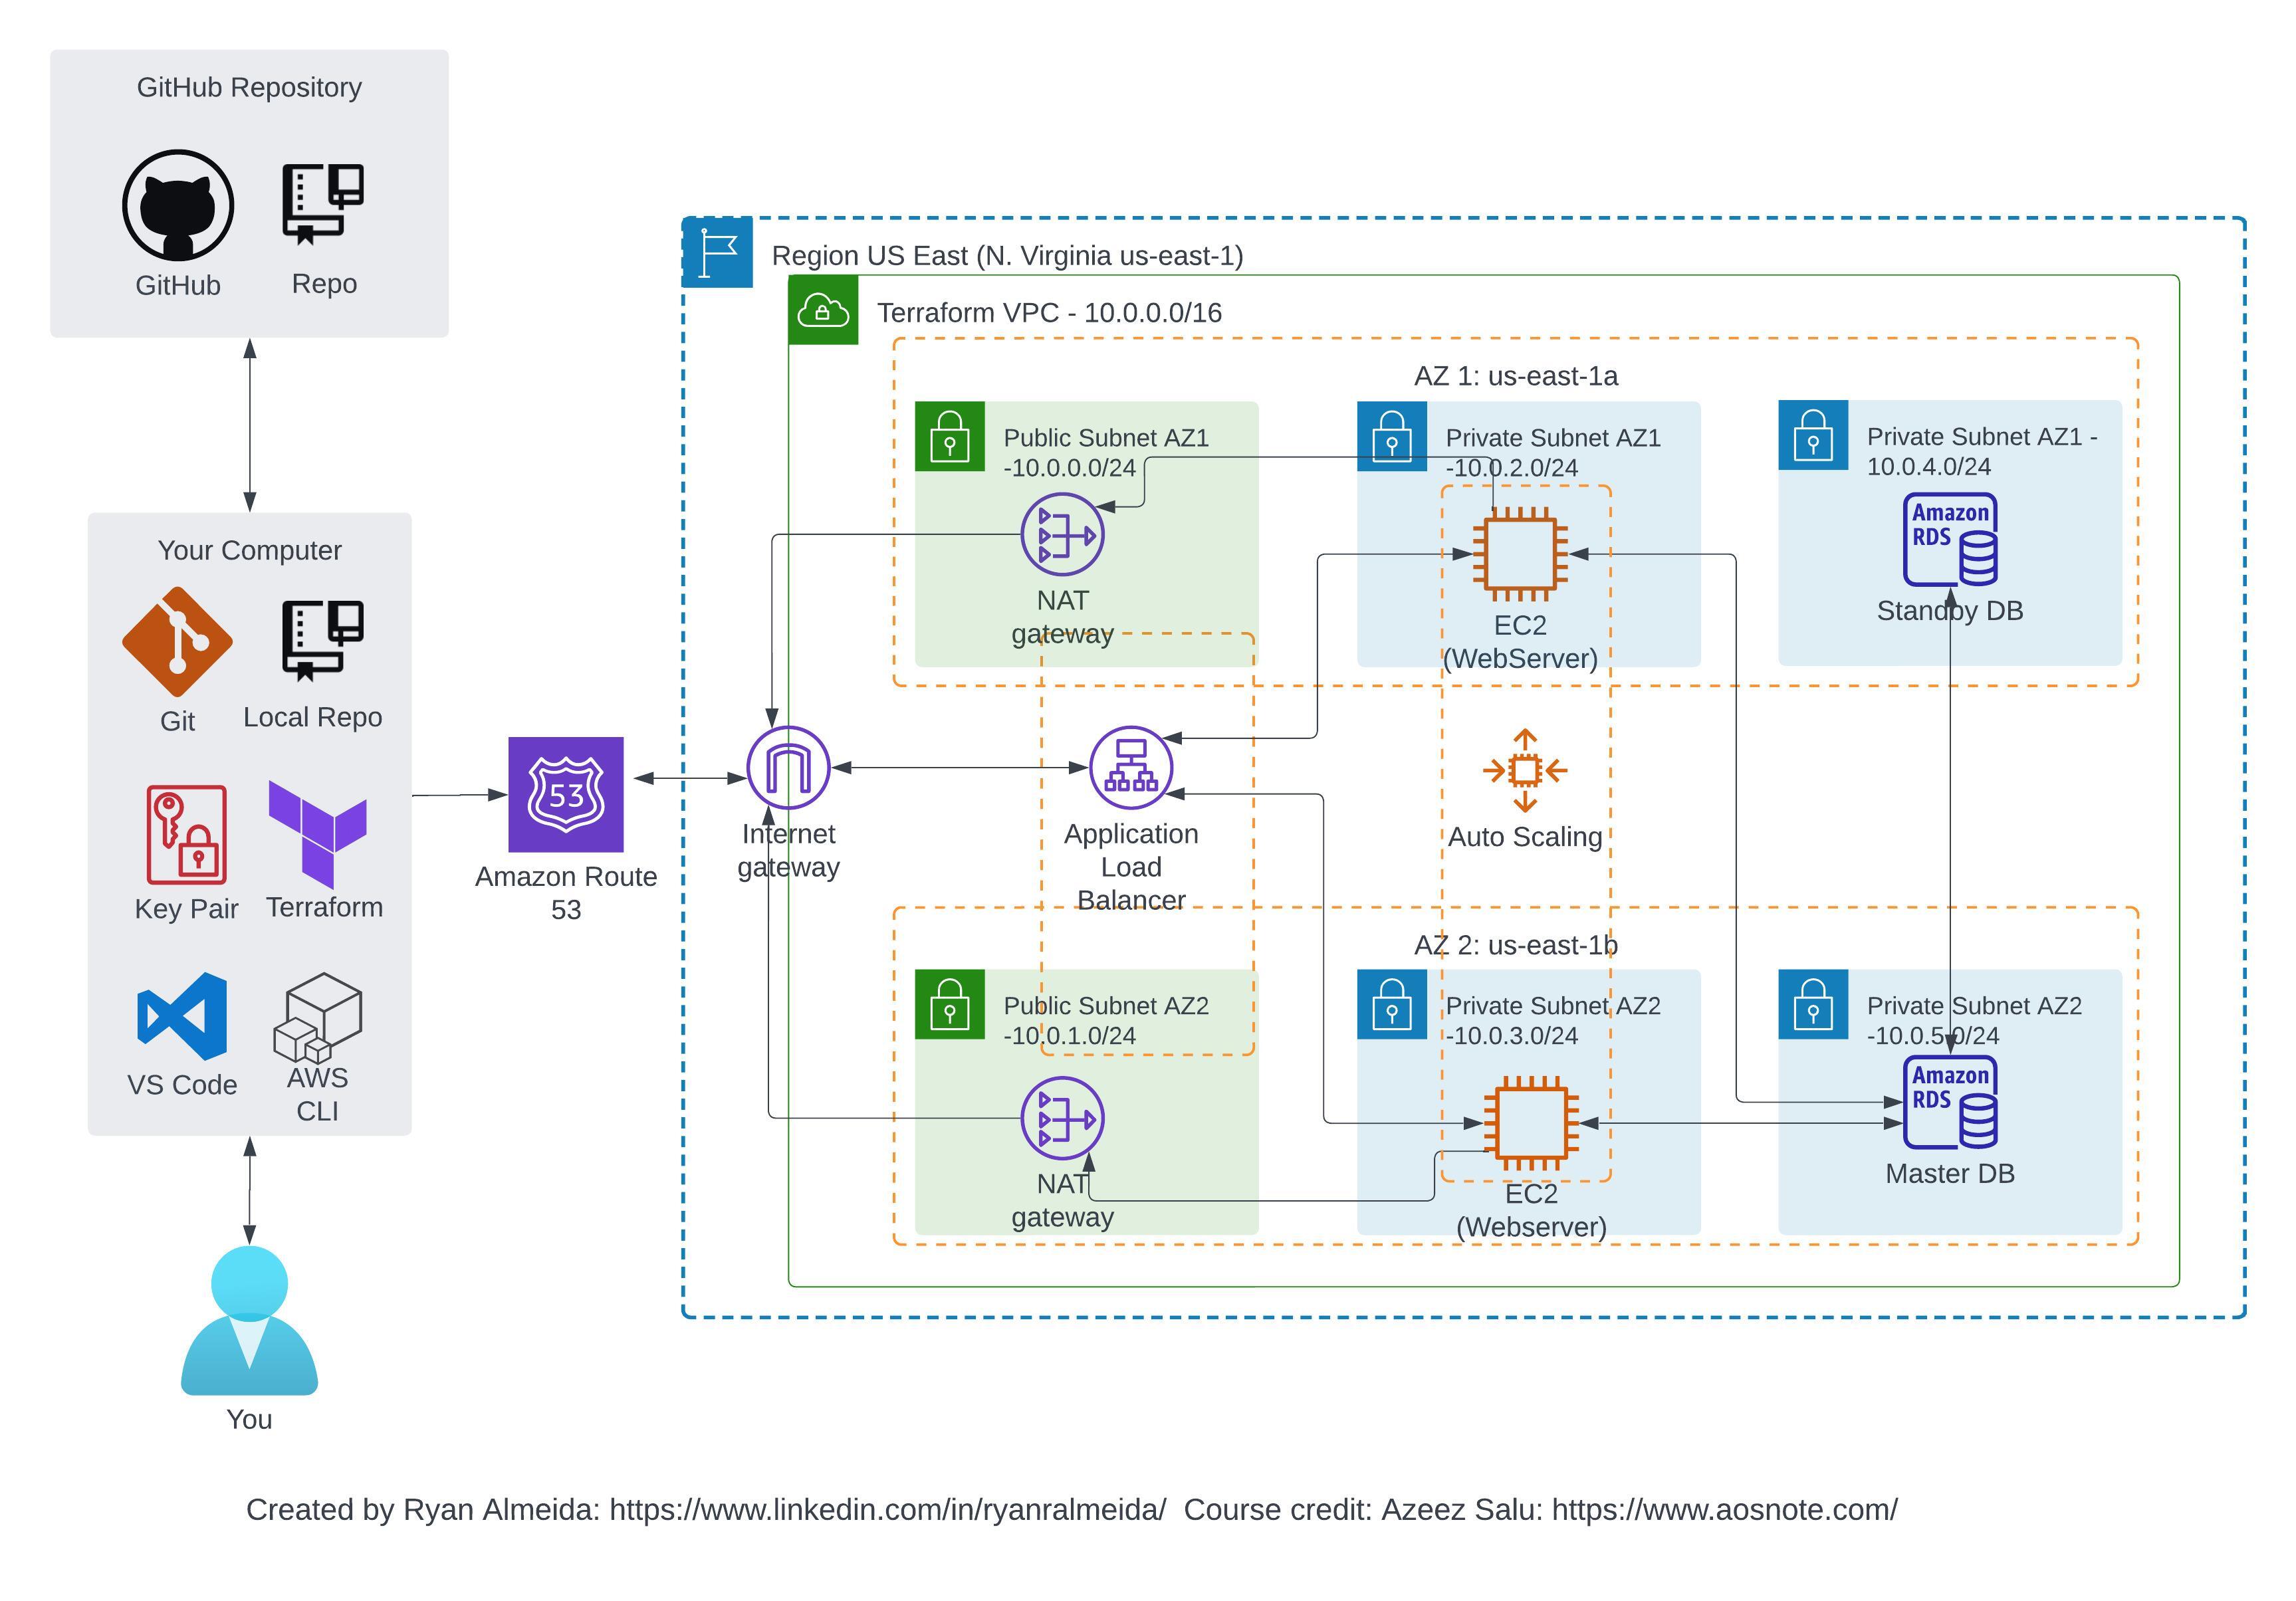 GitHub Repository
GitHub
Repo
Your Computer
Git
Local Repo
Key Pair
Terraform
VS Code
AWS
CLI
You
53
Amazon Route
53
Region US East (N. Virginia us-east-1)
Terraform VPC - 10.0.0.0/16
AZ 1: us-east-1a
Public Subnet AZ1
-10.0.0.0/24
NAT
gateway
Private Subnet AZ1
-10.0.2.0/24
EC2
(WebServer)
Private Subnet AZ1 -
10.0.4.0/24
Amazon
RDS
Standby DB
Internet
gateway
Application
Load
Balancer
Auto Scaling
AZ 2: us-east-1b
Public Subnet AZ2
-10.0.1.0/24
NAT
gateway
Private Subnet AZ2
-10.0.3.0/24
EC2
(Webserver)
Private Subnet AZ2
-10.0.5.0/24
Amazon
RDS
Master DB
Created by Ryan Almeida: https://www.linkedin.com/in/ryanralmeida/  Course credit: Azeez Salu: https://www.aosnote.com/